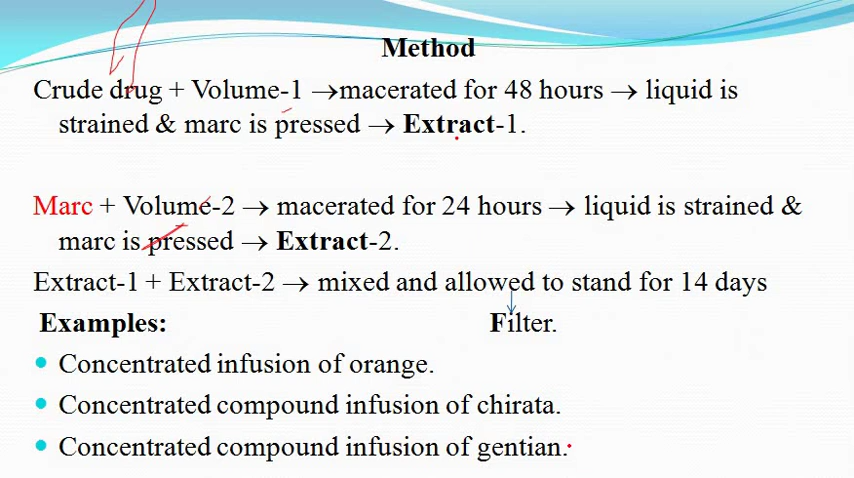 Method
Crude drug + Volume-1 →macerated for 48 hours → liquid is
strained & marc is pressed → Extract-1.
Marc + Volume-2 → macerated for 24 hours → liquid is strained &
marc is pressed → Extract-2.
Extract-1 + Extract-2 → mixed and allowed to stand for 14 days
Examples: Filter.
• Concentrated infusion of orange.
• Concentrated compound infusion of chirata.
• Concentrated compound infusion of gentian.